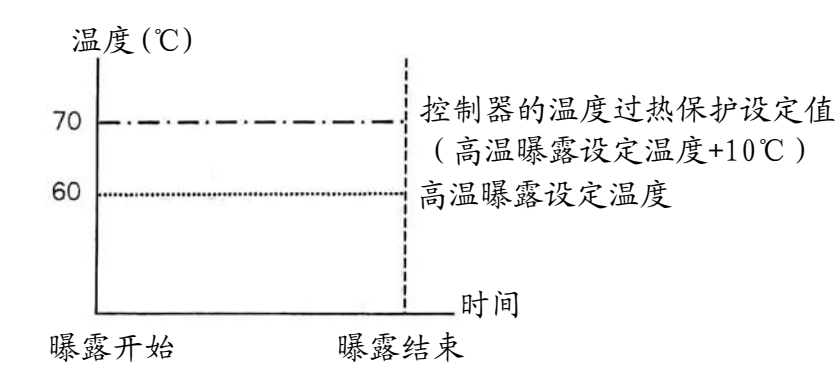 温度(℃)
70
控制器的温度过热保护设定值
(高温曝露设定温度+10℃)
60
高温曝露设定温度
时间
曝露开始
曝露结束